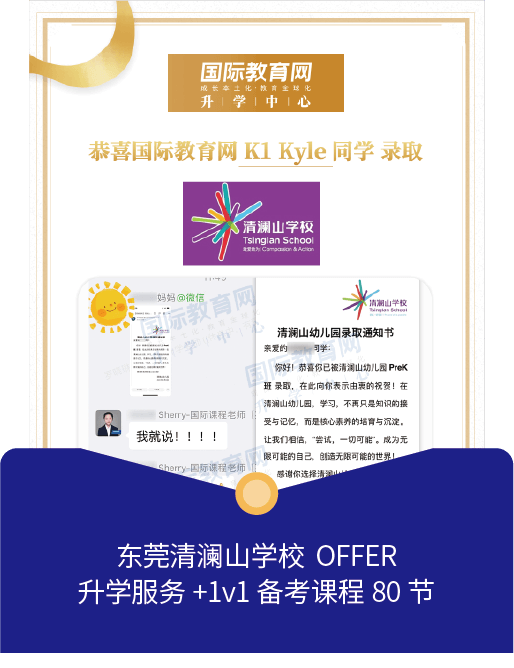 国际教育网
成长本土化·教育全球化
升|学|中|心
恭喜国际教育网 K1 Kyle 同学 录取
清澜山学校
Tsinglan School
妈妈@微信
Sherry-国际课程老师
我就说！！！！
Sherry-国际课程老师
清澜山学校
Tsinglan School
清澜山幼儿园录取通知书
亲爱的 同学：
你好！恭喜你已被清澜山幼儿园 PreK
班 录取，在此向你表示由衷的祝贺！在
清澜山幼儿园，学习，不再只是知识的接
受与记忆，而是核心素养的培育与沉淀。
让我们相信，“尝试，一切可能”。成为无
限可能的自己，创造无限可能的世界！
感谢你选择清澜山
国际教育网
升学中心
东莞清澜山学校 OFFER
升学服务 +1v1 备考课程 80 节